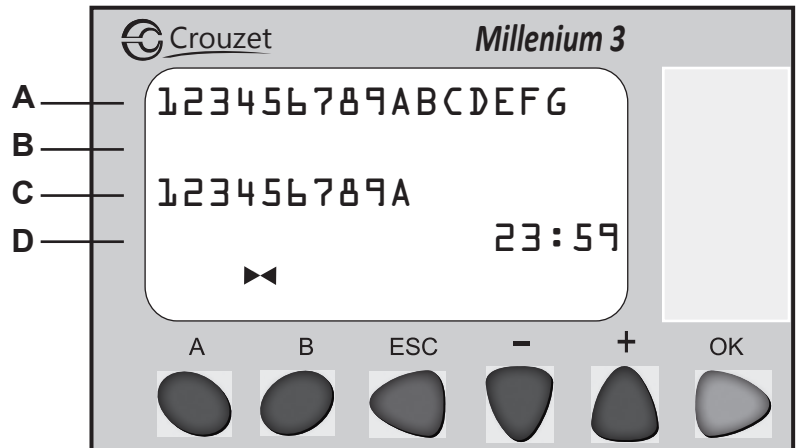 Crouzet Millenium 3
A 123456789ABCDEFG
B
C 123456789A
D 23:59
A B ESC - + OK